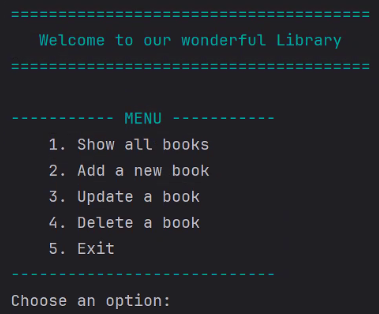 =======================================
Welcome to our wonderful Library
=======================================
----------- MENU -----------
1. Show all books
2. Add a new book
3. Update a book
4. Delete a book
5. Exit
----------------------------
Choose an option: